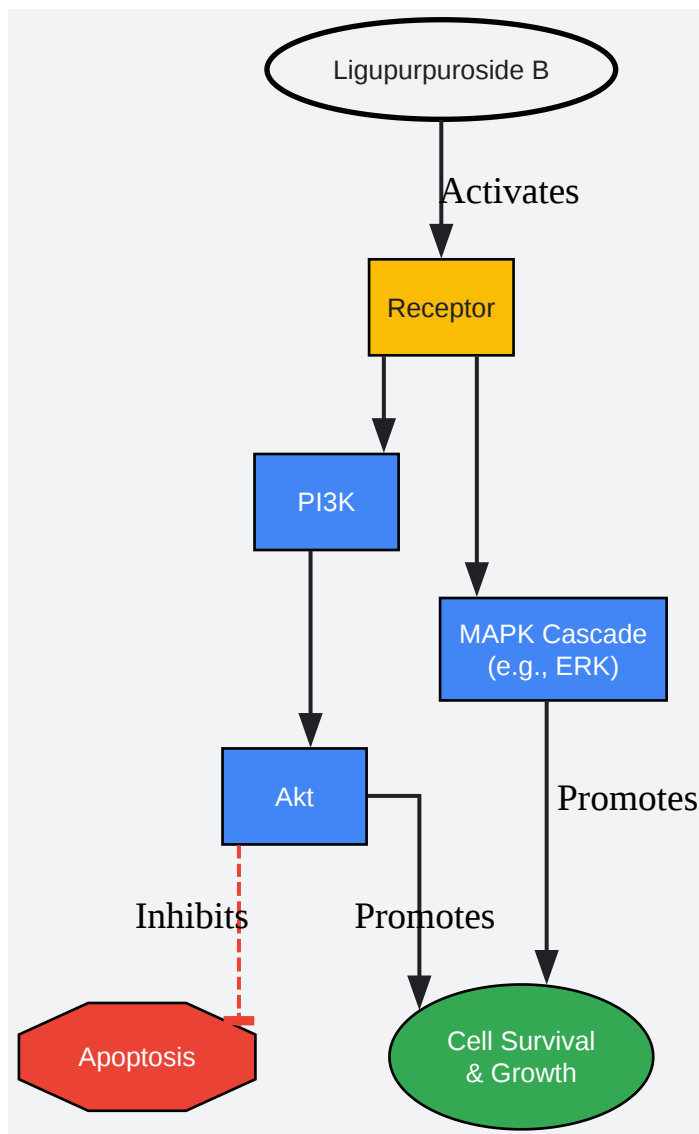 Ligupurpuroside B
Activates
Receptor
PI3K
MAPK Cascade
(e.g., ERK)
Akt
Promotes
Inhibits
Promotes
Apoptosis
Cell Survival
& Growth